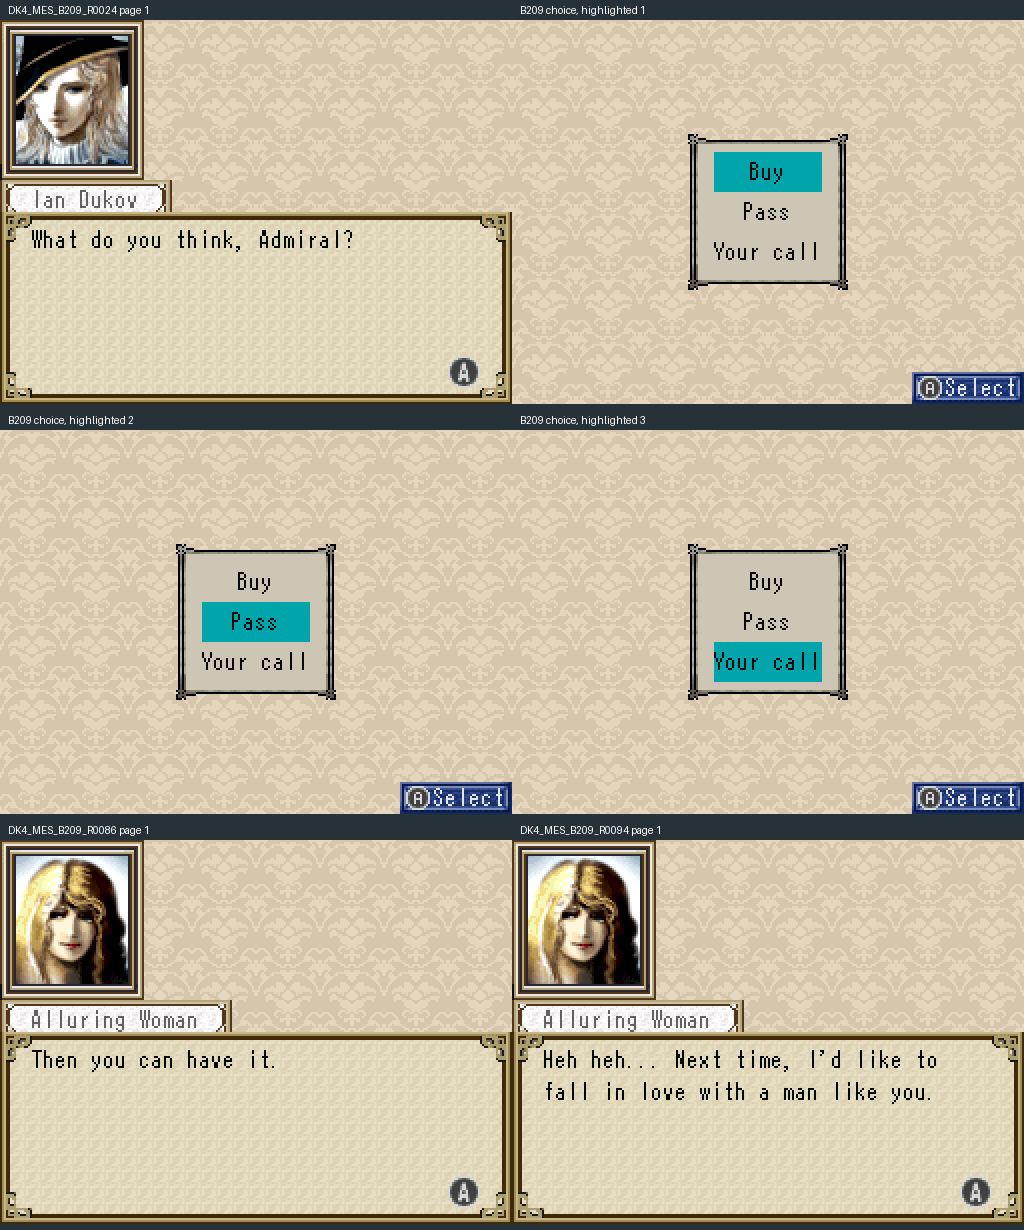 DK4_MES_B209_R0024 page 1
Ian Dukov
What do you think, Admiral?
A
B209 choice, highlighted 1
Buy
Pass
Your call
A Select
B209 choice, highlighted 2
Buy
Pass
Your call
A Select
B209 choice, highlighted 3
Buy
Pass
Your call
A Select
DK4_MES_B209_R0086 page 1
Alluring Woman
Then you can have it.
A
DK4_MES_B209_R0094 page 1
Alluring Woman
Heh heh... Next time, I'd like to
fall in love with a man like you.
A